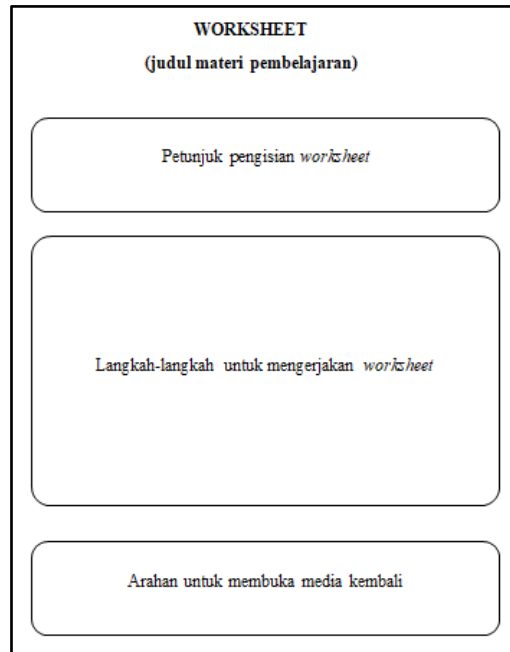 WORKSHEET
(judul materi pembelajaran)
Petunjuk pengisian worksheet
Langkah-langkah untuk mengerjakan worksheet
Arahan untuk membuka media kembali